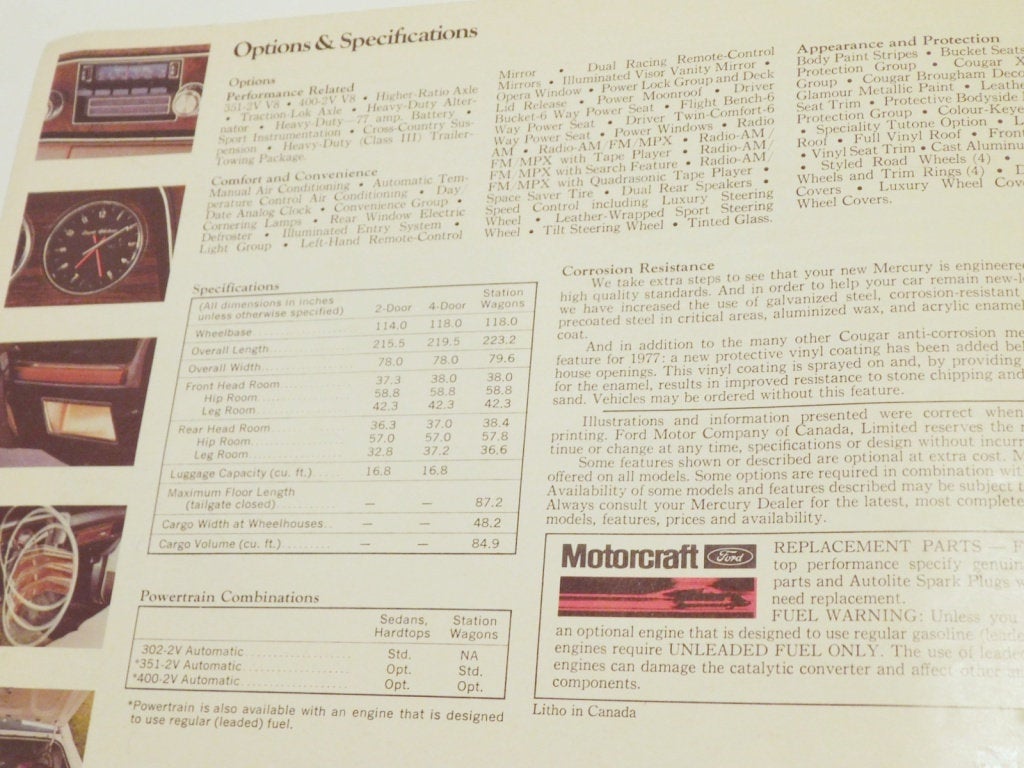 Options & Specifications
Options
Performance Related
351-2V V8 • 400-2V V8 • Higher-Ratio Axle
• Traction-Lok Axle • Heavy-Duty Alter-
nator • Heavy-Duty—77 amp. Battery •
Sport Instrumentation • Cross-Country Sus-
pension • Heavy-Duty (Class III) Trailer-
Towing Package.
Comfort and Convenience
Manual Air Conditioning • Automatic Tem-
perature Control Air Conditioning • Day/
Date Analog Clock • Convenience Group •
Cornering Lamps • Rear Window Electric
Defroster • Illuminated Entry System •
Light Group • Left-Hand Remote-Control
Mirror • Dual Racing Remote-Control
Mirrors • Illuminated Visor Vanity Mirror •
Opera Window • Power Lock Group and Deck
Lid Release • Power Moonroof • Driver
Bucket-6 Way Power Seat • Flight Bench-6
Way Power Seat • Driver Twin-Comfort-6
Way Power Seat • Power Windows • Radio
AM • Radio-AM/FM/MPX • Radio-AM/
FM/MPX with Tape Player • Radio-AM/
FM/MPX with Search Feature • Radio-AM/
FM/MPX with Quadrasonic Tape Player •
Space Saver Tire • Dual Rear Speakers •
Speed Control including Luxury Steering
Wheel • Leather-Wrapped Sport Steering
Wheel • Tilt Steering Wheel • Tinted Glass.
Appearance and Protection
Body Paint Stripes • Bucket Seats
Protection Group • Cougar X
Group • Cougar Brougham Deco
Glamour Metallic Paint • Leathe
Seat Trim • Protective Bodyside
Protection Group • Colour-Keye
• Speciality Tutone Option • L
Roof • Full Vinyl Roof • Front
• Vinyl Seat Trim • Cast Aluminu
• Styled Road Wheels (4) •
Wheels and Trim Rings (4) • D
Covers • Luxury Wheel Cov
Wheel Covers.
Specifications
(All dimensions in inches
unless otherwise specified) 2-Door 4-Door Station Wagons
Wheelbase 114.0 118.0 118.0
Overall Length 215.5 219.5 223.2
Overall Width 78.0 78.0 79.6
Front Head Room 37.3 38.0 38.0
Hip Room 58.8 58.8 58.8
Leg Room 42.3 42.3 42.3
Rear Head Room 36.3 37.0 38.4
Hip Room 57.0 57.0 57.8
Leg Room 32.8 37.2 36.6
Luggage Capacity (cu. ft.) 16.8 16.8
Maximum Floor Length
(tailgate closed) — — 87.2
Cargo Width at Wheelhouses — — 48.2
Cargo Volume (cu. ft.) — — 84.9
Powertrain Combinations
Sedans, Hardtops Station Wagons
302-2V Automatic Std. NA
*351-2V Automatic Opt. Std.
*400-2V Automatic Opt. Opt.
*Powertrain is also available with an engine that is designed
to use regular (leaded) fuel.
Corrosion Resistance
We take extra steps to see that your new Mercury is engineered
high quality standards. And in order to help your car remain new-l
we have increased the use of galvanized steel, corrosion-resistant
precoated steel in critical areas, aluminized wax, and acrylic enamel
coat.
And in addition to the many other Cougar anti-corrosion me
feature for 1977: a new protective vinyl coating has been added bel
house openings. This vinyl coating is sprayed on and, by providing
for the enamel, results in improved resistance to stone chipping and
sand. Vehicles may be ordered without this feature.
Illustrations and information presented were correct when
printing. Ford Motor Company of Canada, Limited reserves the
tinue or change at any time, specifications or design without incurr
Some features shown or described are optional at extra cost. M
offered on all models. Some options are required in combination wi
Availability of some models and features described may be subject t
Always consult your Mercury Dealer for the latest, most complete
models, features, prices and availability.
Motorcraft Ford
REPLACEMENT PARTS — F
top performance specify genuin
parts and Autolite Spark Plugs w
need replacement.
FUEL WARNING: Unless you
an optional engine that is designed to use regular gasoline (leade
engines require UNLEADED FUEL ONLY. The use of leade
engines can damage the catalytic converter and affect other
components.
Litho in Canada